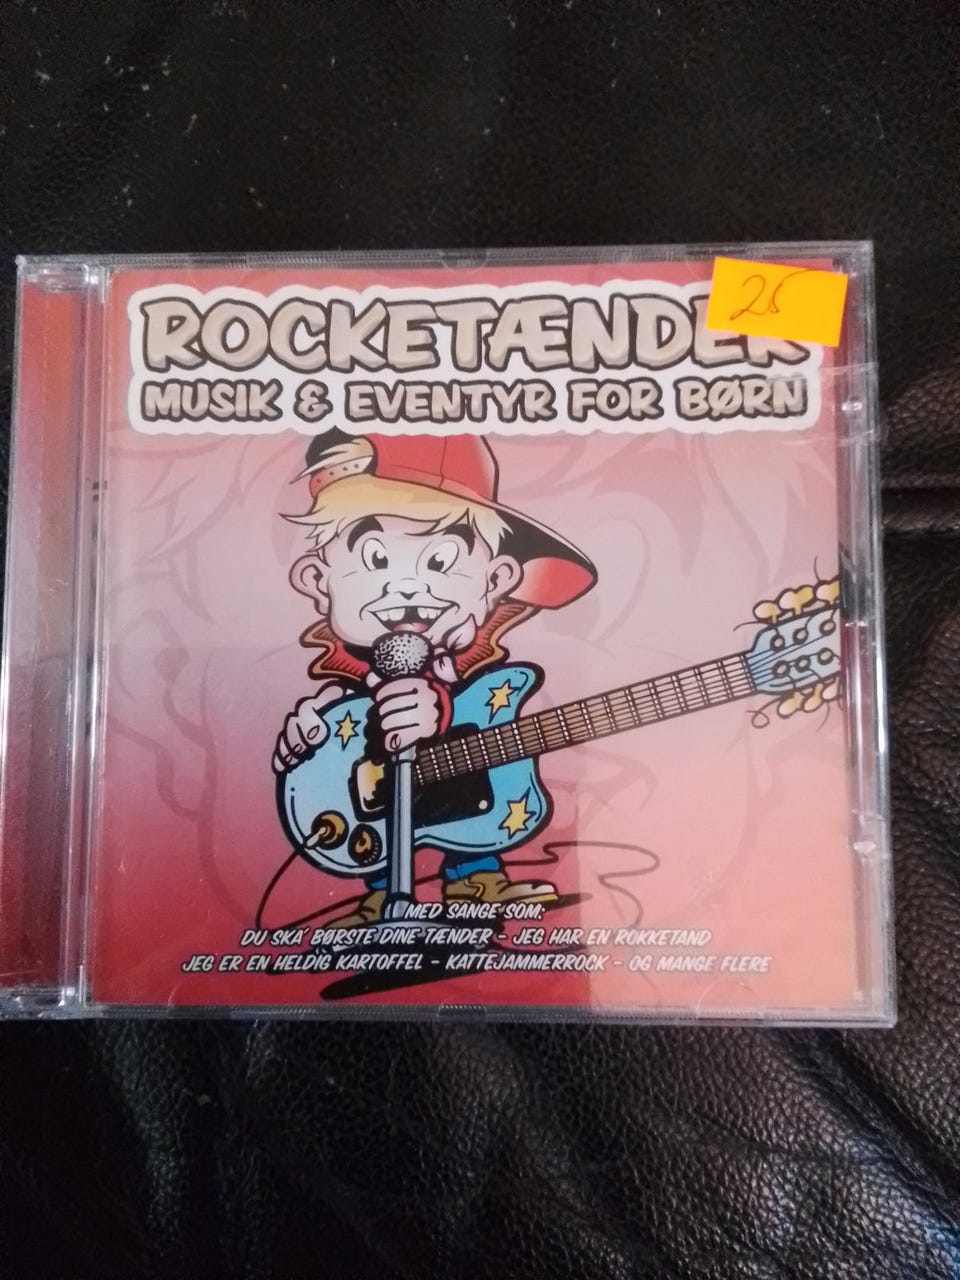 ROCKETÆNDER
25
MUSIK & EVENTYR FOR BØRN
MED SANGE SOM:
DU SKA' BØRSTE DINE TÆNDER - JEG HAR EN ROKKETAND
JEG ER EN HELDIG KARTOFFEL - KATTEJAMMERROCK - OG MANGE FLERE